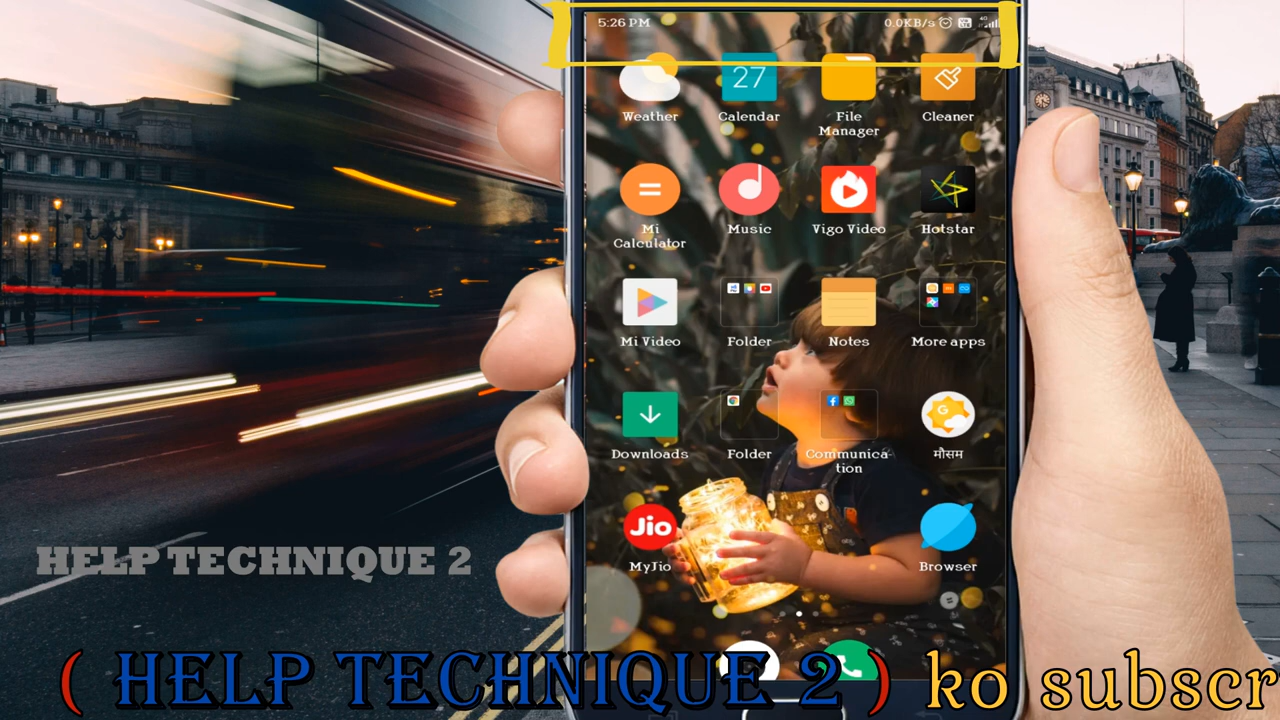 5:26 PM 0.0KB/s 4G
27
Weather Calendar File Manager Cleaner
Mi Calculator Music Vigo Video Hotstar
Mi Video Folder Notes More apps
G
Downloads Folder Communica-tion मौसम
Jio
MyJio Browser
HELP TECHNIQUE 2
( HELP TECHNIQUE 2 ) ko subscr